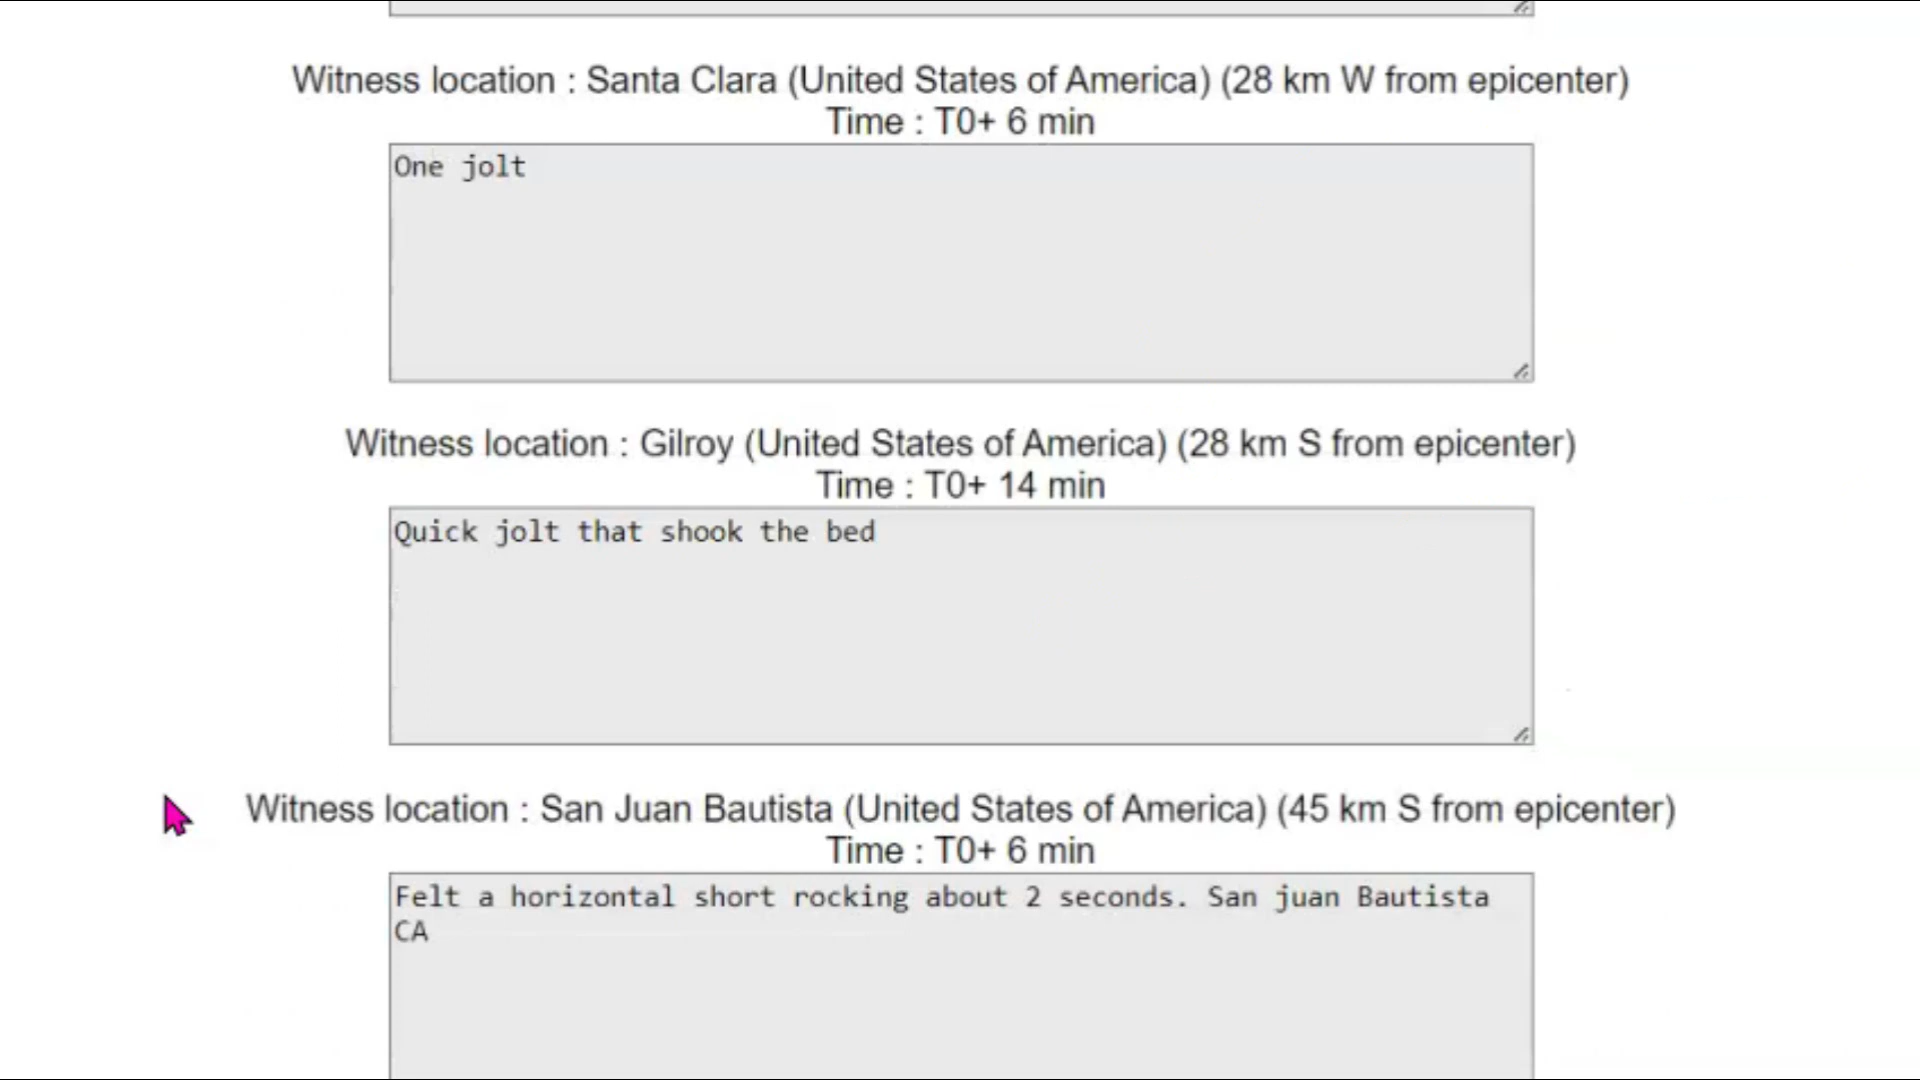 Witness location : Santa Clara (United States of America) (28 km W from epicenter)
Time : T0+ 6 min
One jolt
Witness location : Gilroy (United States of America) (28 km S from epicenter)
Time : T0+ 14 min
Quick jolt that shook the bed
Witness location : San Juan Bautista (United States of America) (45 km S from epicenter)
Time : T0+ 6 min
Felt a horizontal short rocking about 2 seconds. San juan Bautista
CA